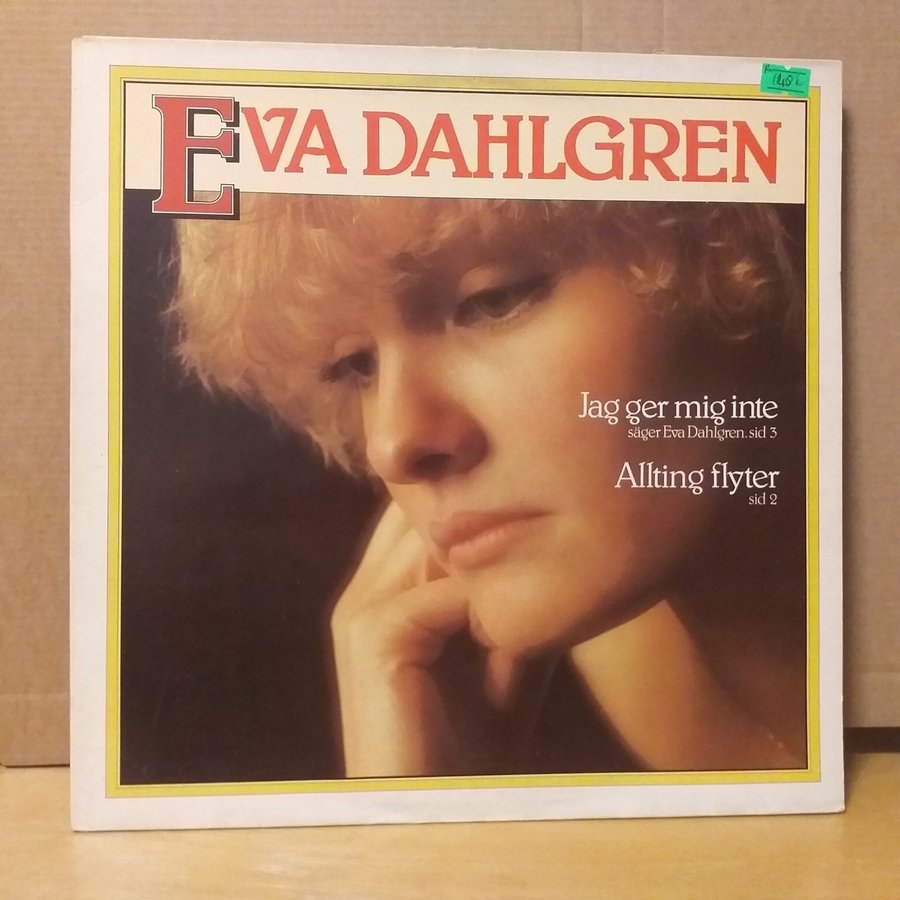 EVA DAHLGREN
Jag ger mig inte
säger Eva Dahlgren. sid 3
Allting flyter
sid 2